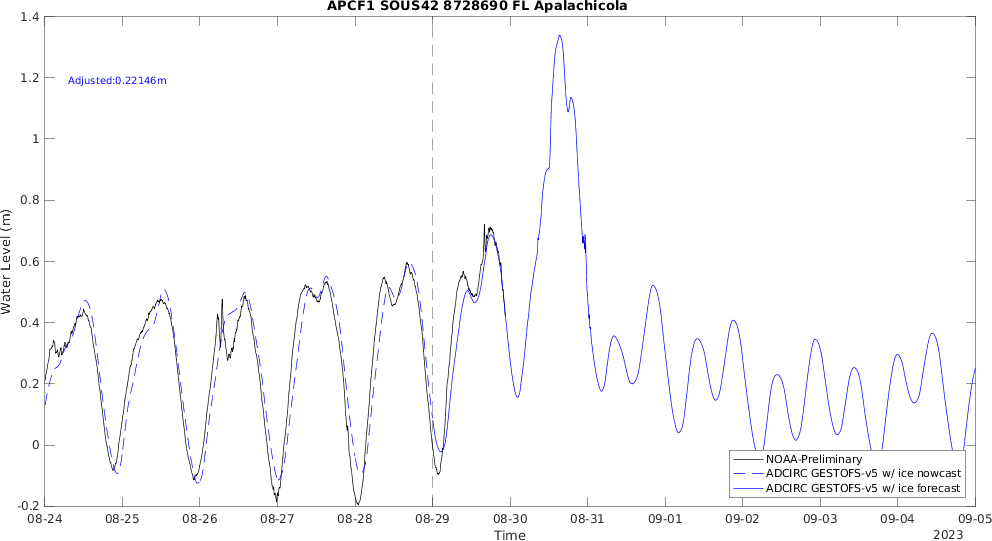 APCF1 SOUS42 8728690 FL Apalachicola
1.4
1.2
1
0.8
0.6
0.4
0.2
0
-0.2
Water Level (m)
Adjusted:0.22146m
NOAA-Preliminary
ADCIRC GESTOFS-v5 w/ ice nowcast
ADCIRC GESTOFS-v5 w/ ice forecast
08-24 08-25 08-26 08-27 08-28 08-29 08-30 08-31 09-01 09-02 09-03 09-04 09-05
Time
2023